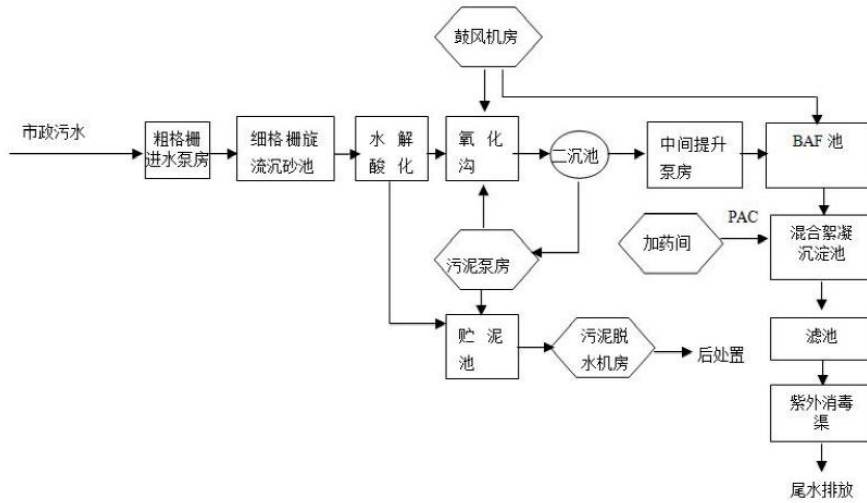 鼓风机房
市政污水
粗格栅
进水泵房
细格栅旋
流沉砂池
水解
酸化
氧化
沟
二沉池
中间提升
泵房
BAF 池
PAC
加药间
混合絮凝
沉淀池
污泥泵房
贮泥
池
污泥脱
水机房
后处置
滤池
紫外消毒
渠
尾水排放